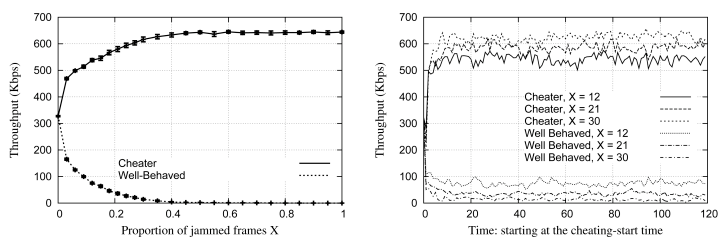 700
600
500
400
300
200
100
0
Throughput (Kbps)
Cheater
Well-Behaved
0 0.2 0.4 0.6 0.8 1
Proportion of jammed frames X
700
600
500
400
300
200
100
0
Throughput (Kbps)
Cheater, X = 12
Cheater, X = 21
Cheater, X = 30
Well Behaved, X = 12
Well Behaved, X = 21
Well Behaved, X = 30
0 20 40 60 80 100 120
Time: starting at the cheating-start time